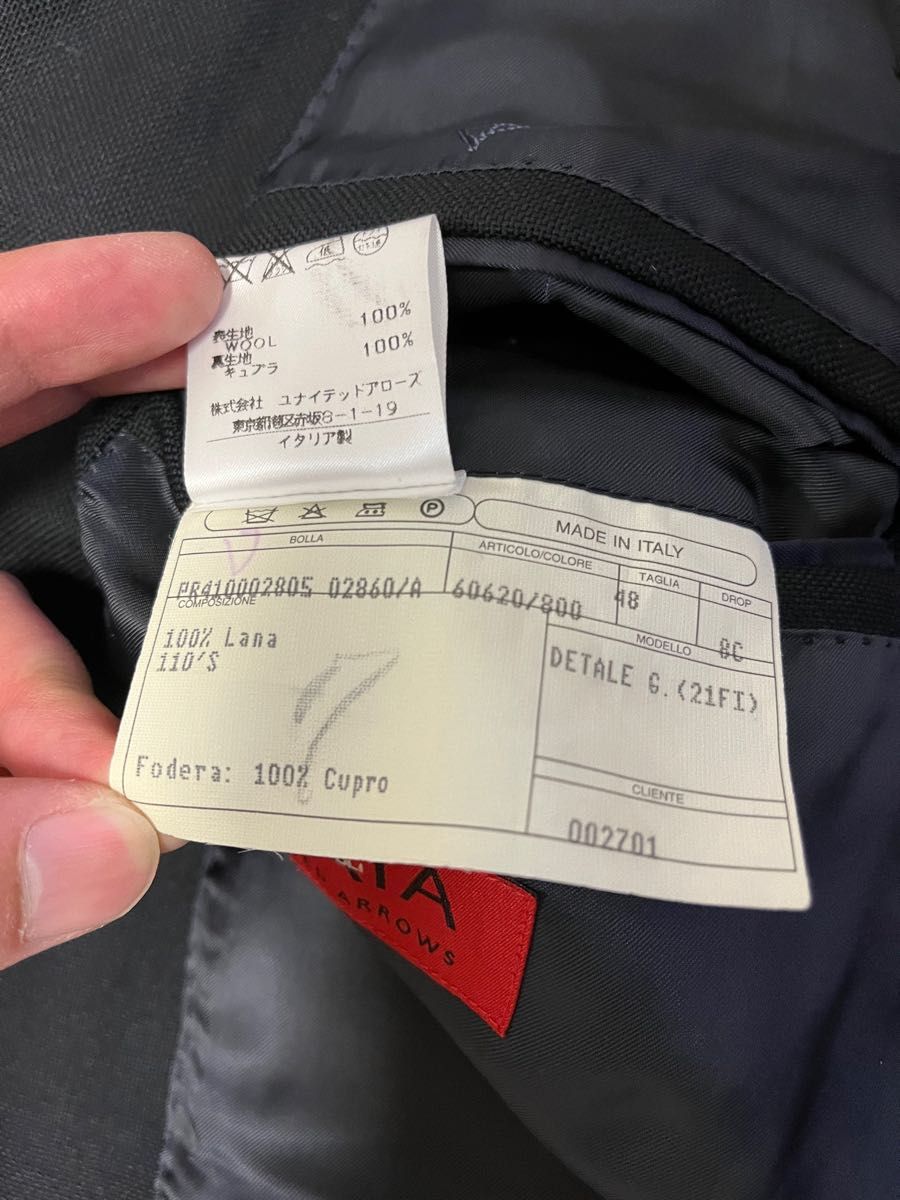 低
表生地
WOOL 100%
裏生地
キュプラ 100%
株式会社 ユナイテッドアローズ
東京都港区赤坂8-1-19
イタリア製
P
MADE IN ITALY
BOLLA
ARTICOLO/COLORE
TAGLIA
DROP
PR410002805 02860/A
60620/800
48
8C
COMPOSIZIONE
MODELLO
100% Lana
110'S
DETALE G.(21FI)
7
Fodera: 100% Cupro
CLIENTE
002701
ARROWS